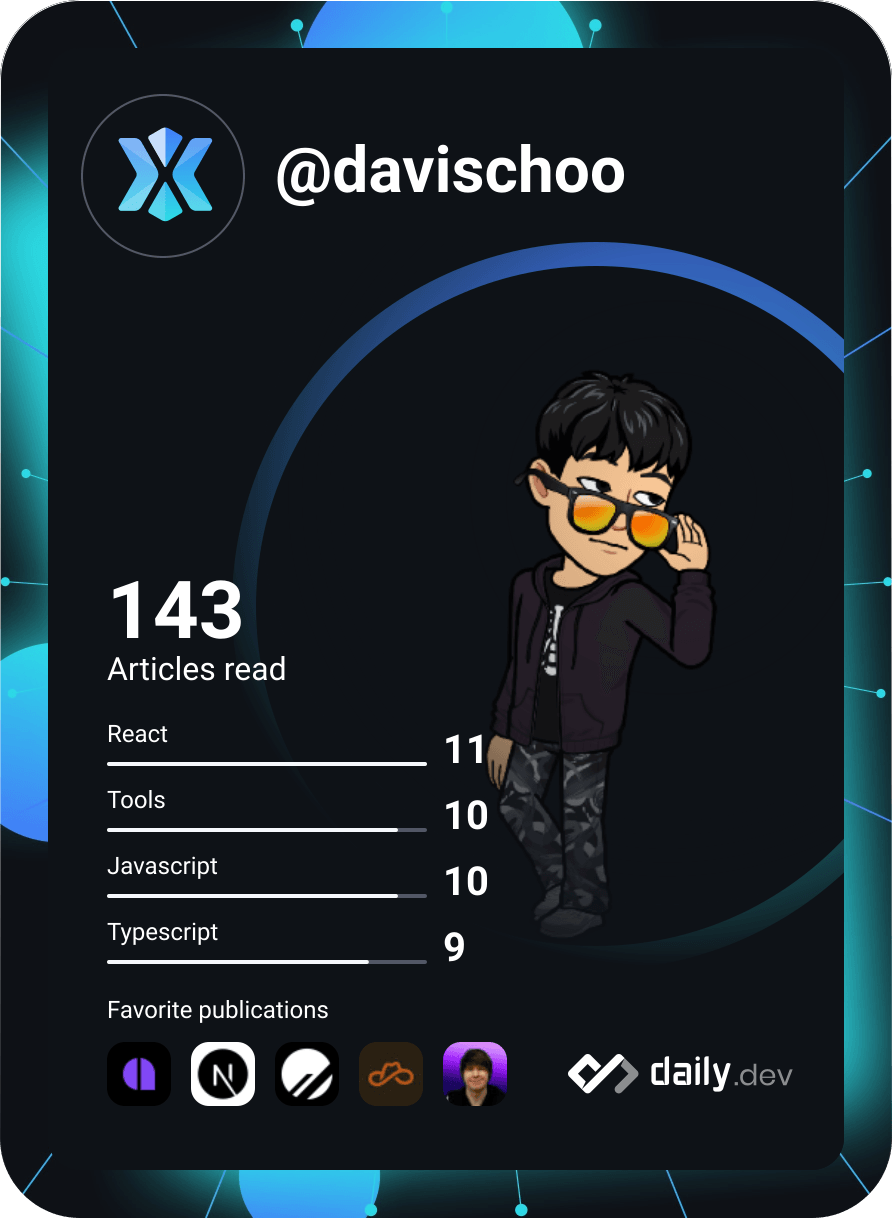 @davischoo
143
Articles read
React
11
Tools
10
Javascript
10
Typescript
9
Favorite publications
N
daily.dev